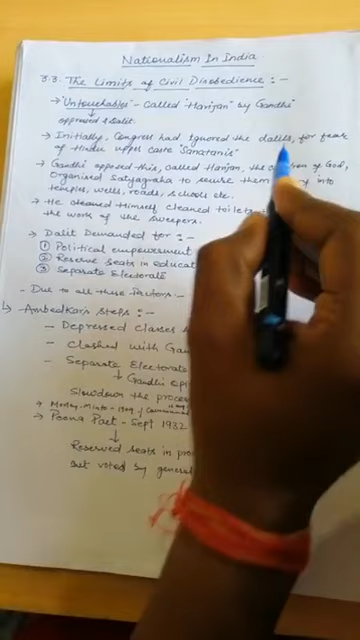 Nationalism In India
3.3. The Limits of Civil Disobedience :-
→ 'Untouchables' - Called "Harijan" by Gandhi
→ Initially, Congress had ignored the dalits, for fear
of Hindu upper caste "Sanatanis"
→ Gandhi opposed this, called Harijan, the of God,
Organised Satyagraha to secure them into
temples, wells, roads, schools etc.
→ He cleaned himself cleaned toilets
the work of the sweepers.
→ Dalit Demanded for :-
① Political empowerment
② Reserve seats in educat
③ Separate Electorate
- Due to all these factors :-
↳ Ambedkar's steps :-
- Depressed classes
- Clashed with Gan
- Separate Electorate
↓ Gandhi opi
Slowdown the proces
→ Morley-Minto - 1909
→ Poona Pact - Sept 1932
↓
Reserved seats in pro
but voted by general